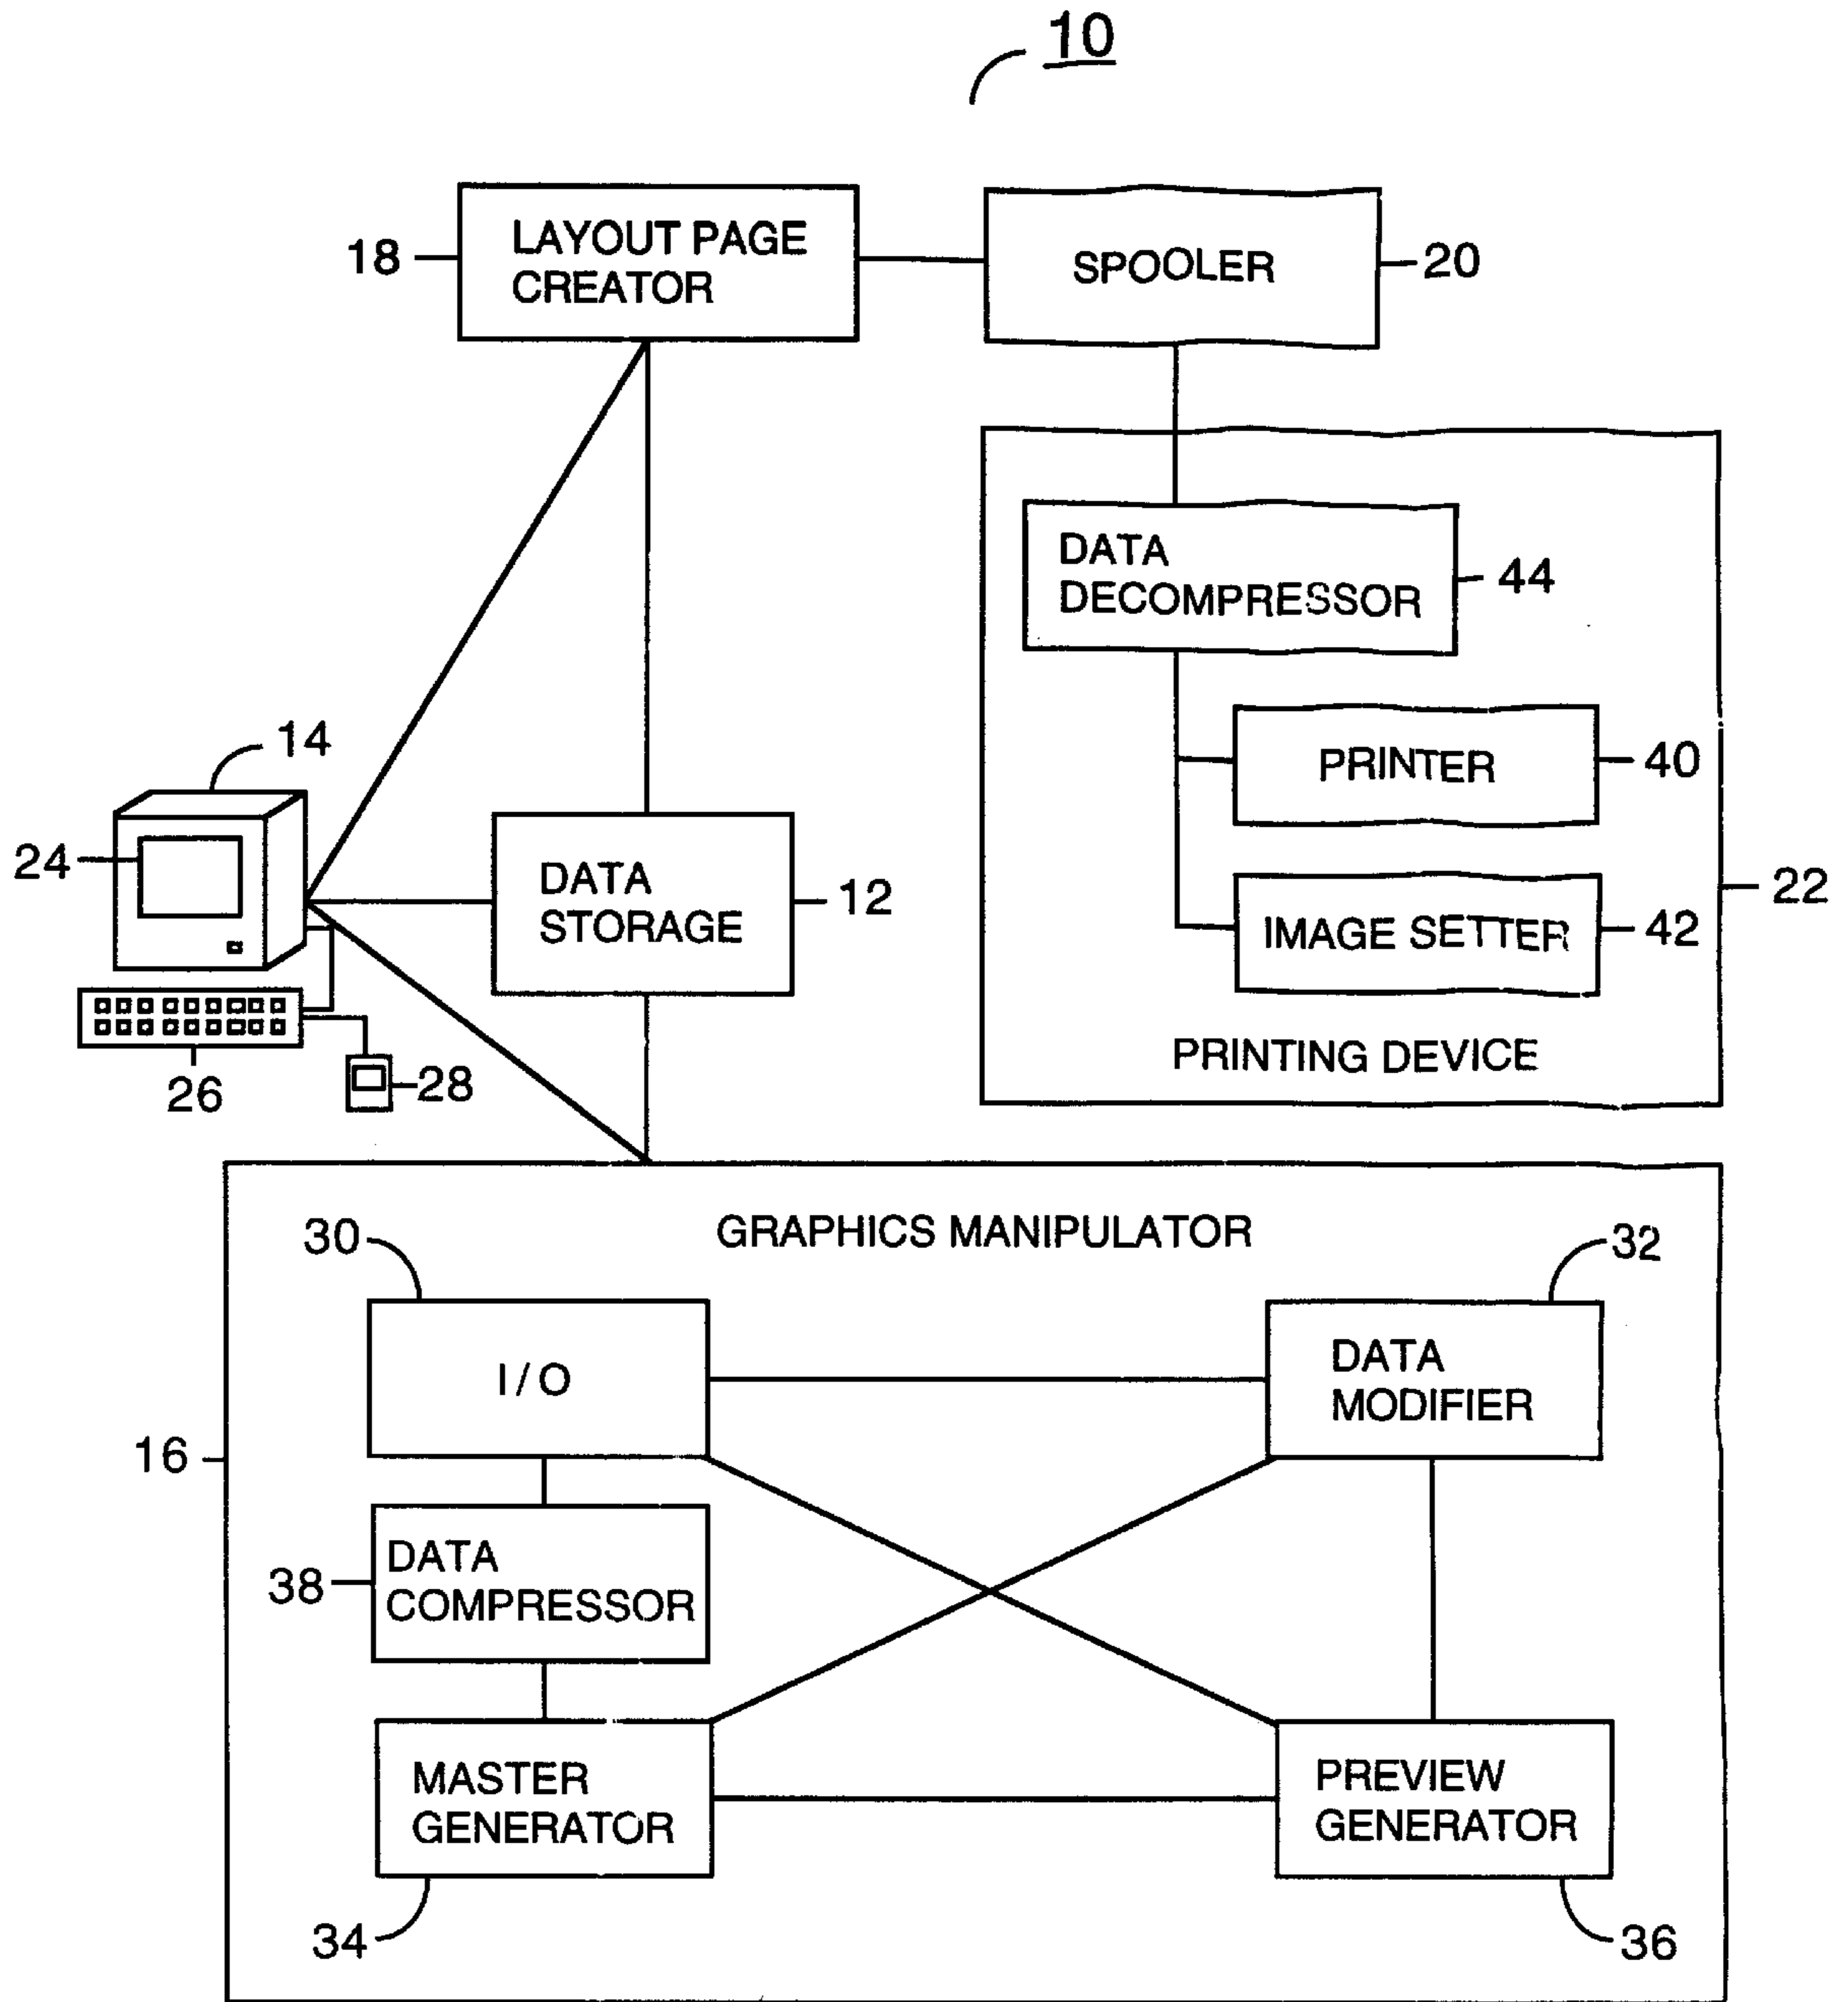 10
LAYOUT PAGE
CREATOR
18
SPOOLER
20
DATA
DECOMPRESSOR
44
PRINTER
40
IMAGE SETTER
42
PRINTING DEVICE
22
14
24
26
28
DATA
STORAGE
12
GRAPHICS MANIPULATOR
16
30
I/O
32
DATA
MODIFIER
38
DATA
COMPRESSOR
MASTER
GENERATOR
34
PREVIEW
GENERATOR
36